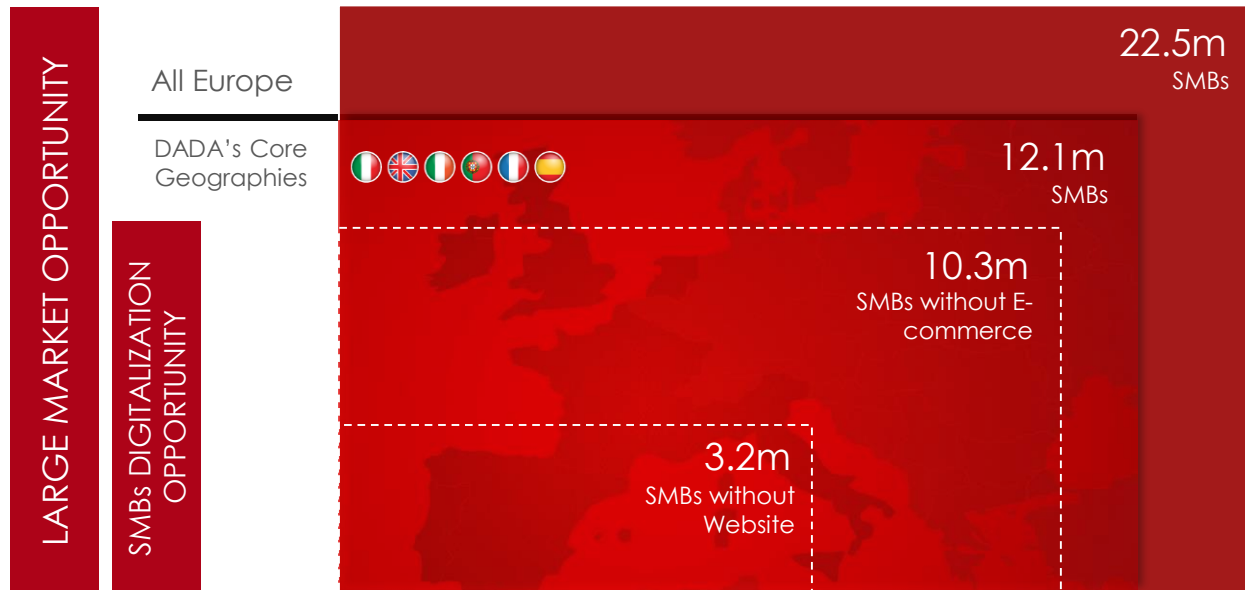 LARGE MARKET OPPORTUNITY
SMBs DIGITALIZATION
OPPORTUNITY
All Europe
22.5m
SMBs
DADA's Core
Geographies
12.1m
SMBs
10.3m
SMBs without E-
commerce
3.2m
SMBs without
Website